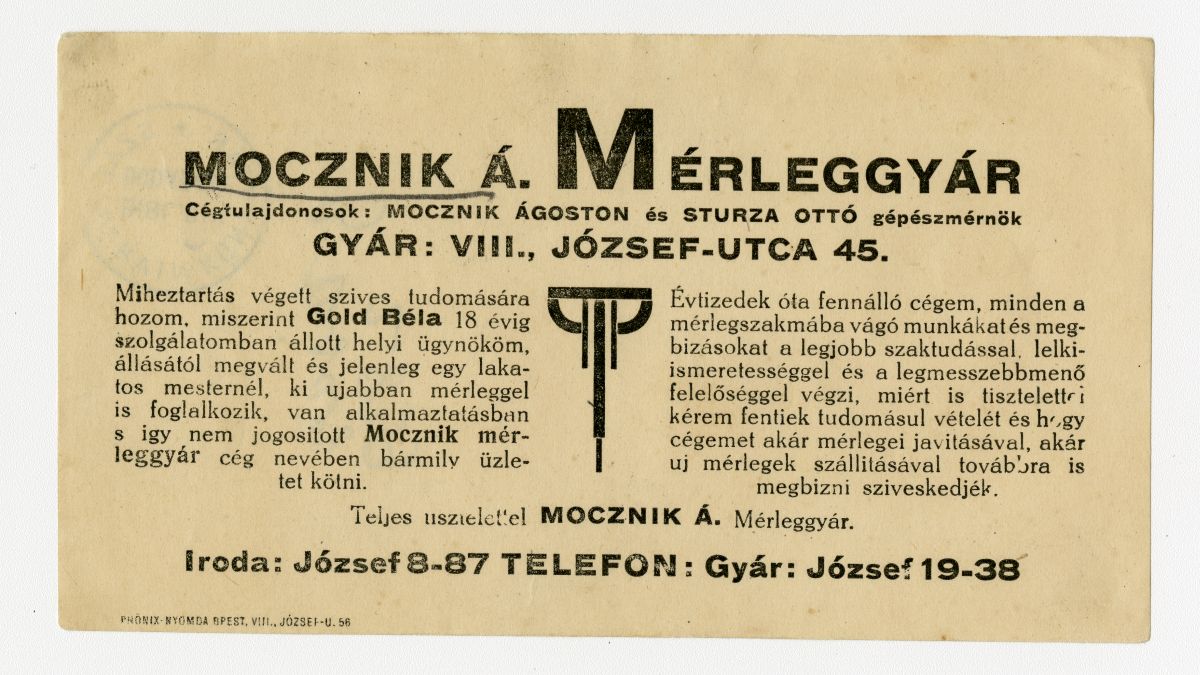 MOCZNIK Á. MÉRLEGGYÁR
Cégtulajdonosok: MOCZNIK ÁGOSTON és STURZA OTTÓ gépészmérnök
GYÁR: VIII., JÓZSEF-UTCA 45.
Miheztartás végett szives tudomására
hozom, miszerint Gold Béla 18 évig
szolgálatomban állott helyi ügynököm,
állásától megvált és jelenleg egy laka-
tos mesternél, ki ujabban mérleggel
is foglalkozik, van alkalmaztatásban
s igy nem jogositott Mocznik mér-
leggyár cég nevében bármily üzle-
tet kötni.
Évtizedek óta fennálló cégem, minden a
mérlegszakmába vágó munkákat és meg-
bizásokat a legjobb szaktudással, lelki-
ismeretességgel és a legmesszebbmenő
felelőséggel végzi, miért is tisztelettel
kérem fentiek tudomásul vételét és hogy
cégemet akár mérlegei javitásával, akár
uj mérlegek szállitásával továbbra is
megbizni sziveskedjék.
Teljes tisztelettel MOCZNIK Á. Mérleggyár.
Iroda: József 8-87 TELEFON: Gyár: József 19-38
PHÖNIX-NYOMDA BPEST, VIII., JÓZSEF-U. 56